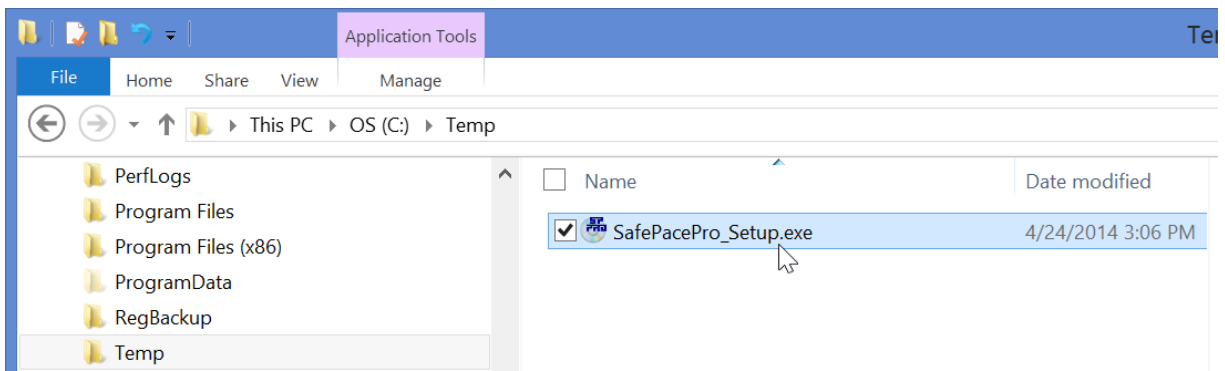 Application Tools
Te
File Home Share View Manage
This PC OS (C:) Temp
PerfLogs
Program Files
Program Files (x86)
ProgramData
RegBackup
Temp
Name Date modified
SafePacePro_Setup.exe 4/24/2014 3:06 PM